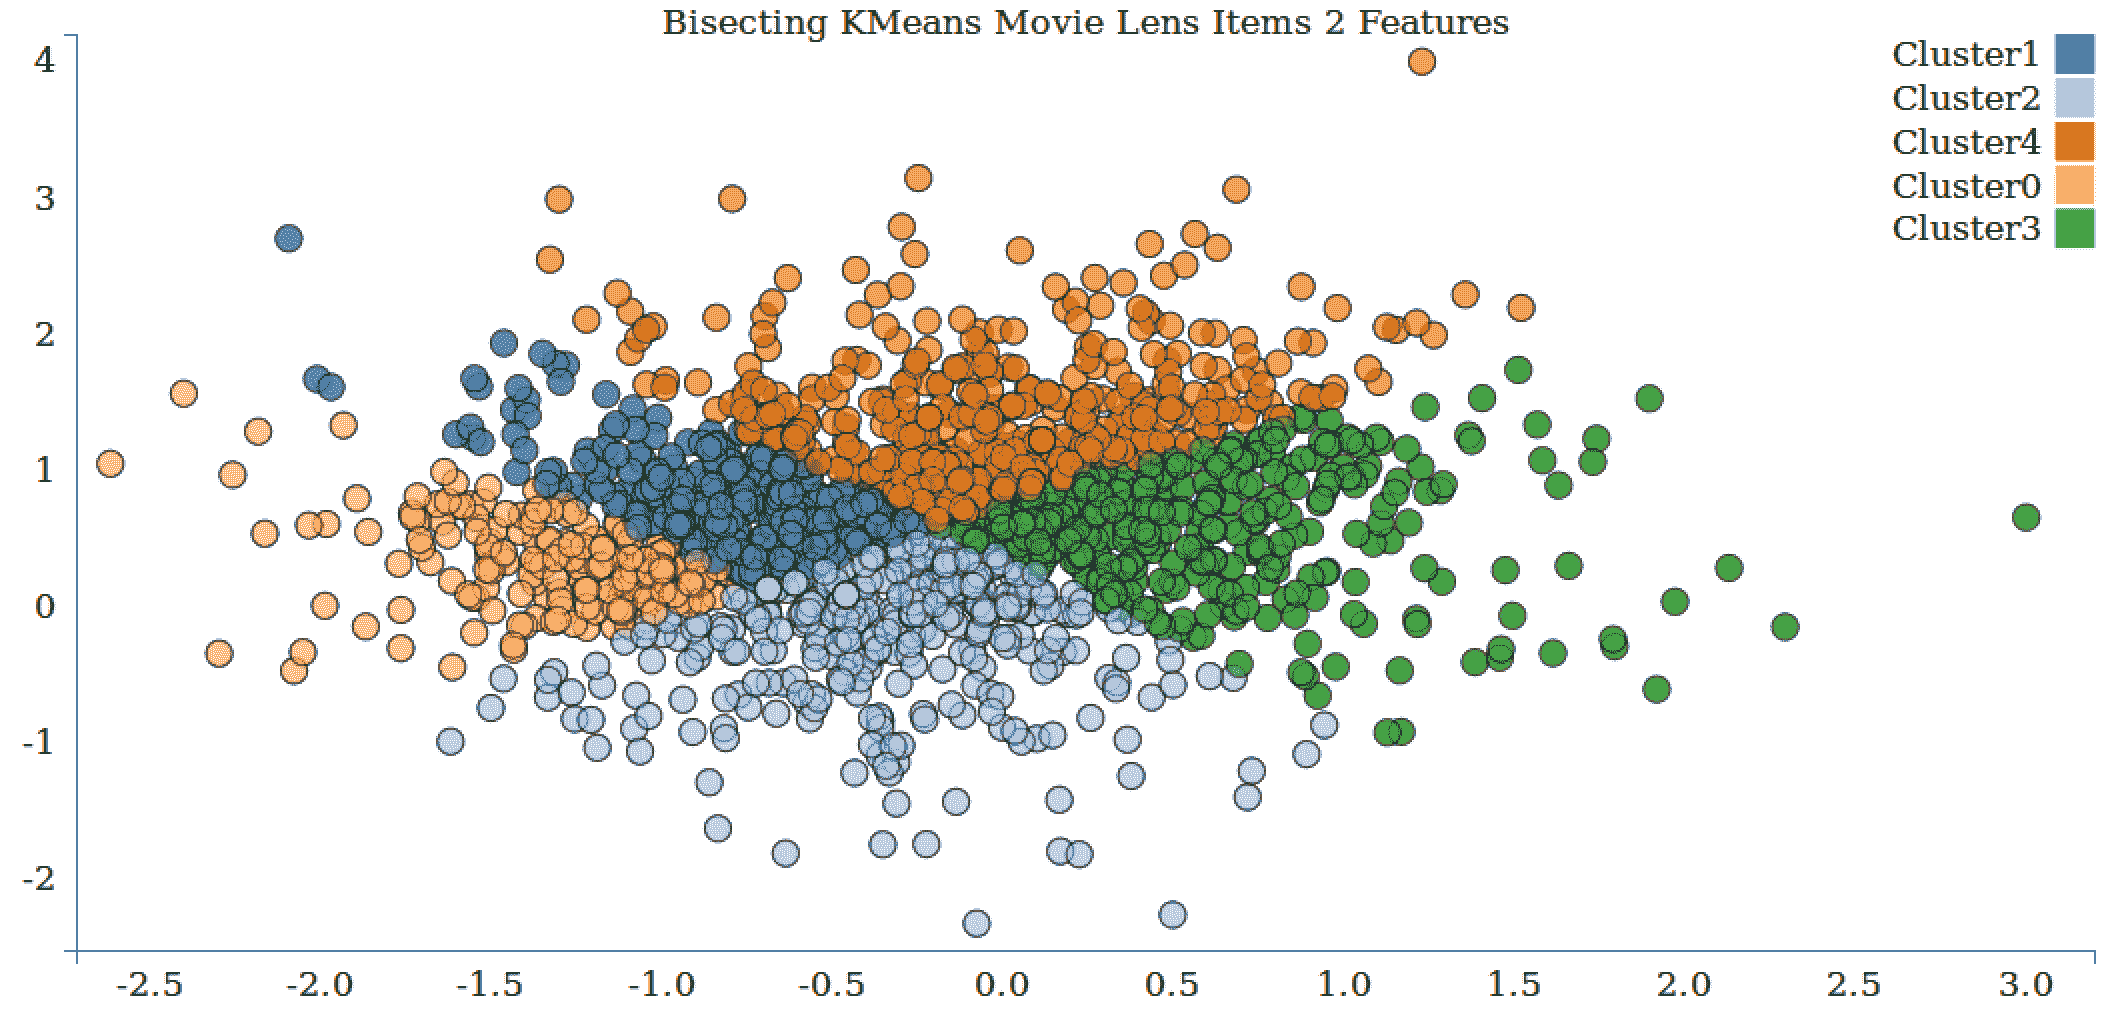 Bisecting KMeans Movie Lens Items 2 Features
Cluster1
Cluster2
Cluster4
Cluster0
Cluster3
4
3
2
1
0
-1
-2
-2.5 -2.0 -1.5 -1.0 -0.5 0.0 0.5 1.0 1.5 2.0 2.5 3.0